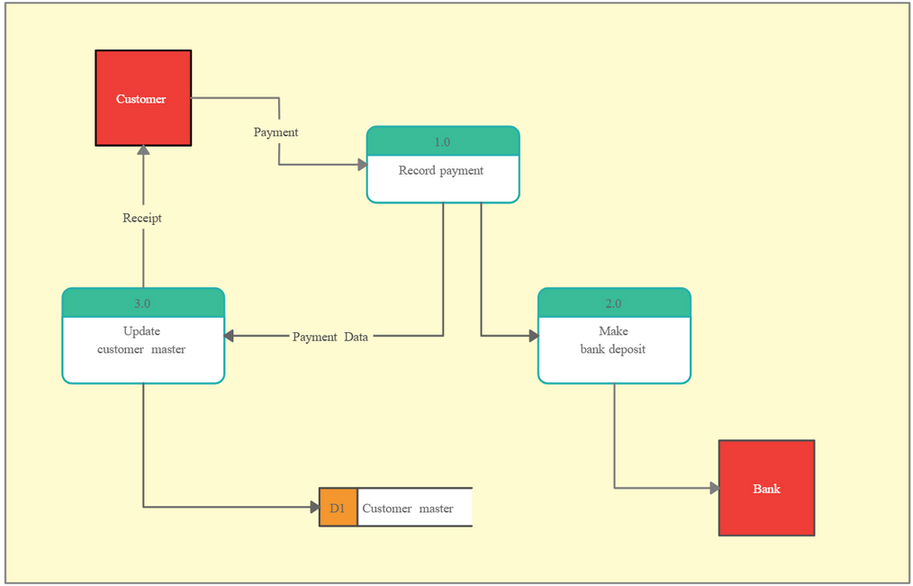 Customer
Payment
1.0
Record payment
Receipt
3.0
Update
customer master
Payment Data
2.0
Make
bank deposit
D1
Customer master
Bank